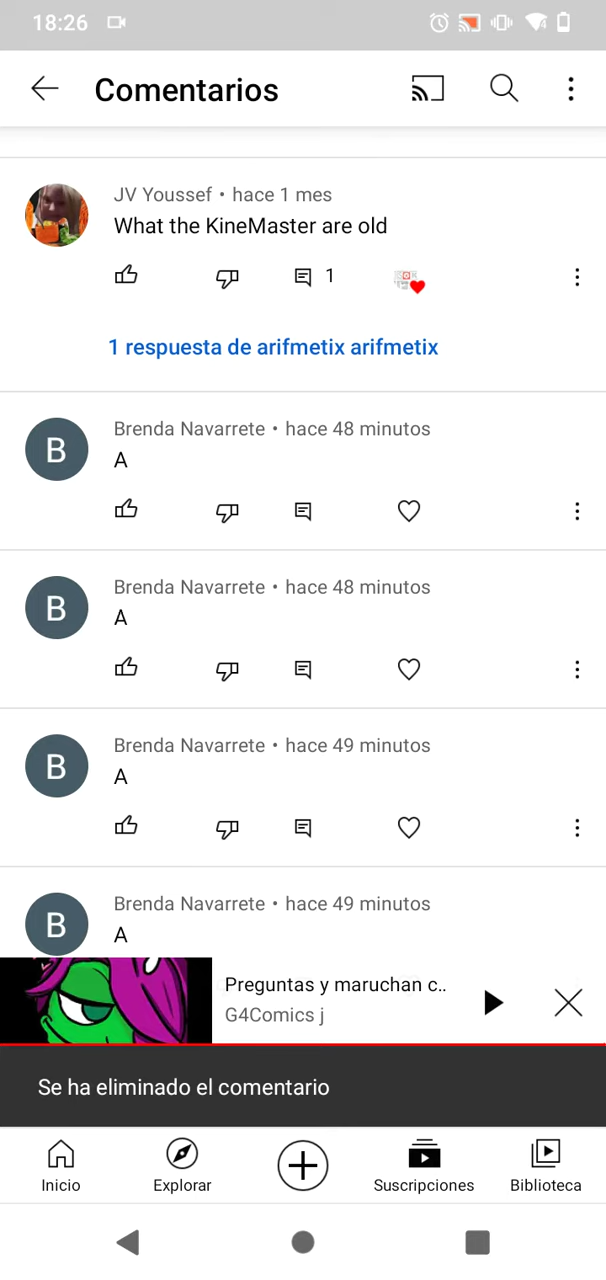 18:26
Comentarios
JV Youssef • hace 1 mes
What the KineMaster are old
1
1 respuesta de arifmetix arifmetix
B
Brenda Navarrete • hace 48 minutos
A
B
Brenda Navarrete • hace 48 minutos
A
B
Brenda Navarrete • hace 49 minutos
A
B
Brenda Navarrete • hace 49 minutos
A
Preguntas y maruchan c..
G4Comics j
Se ha eliminado el comentario
Inicio
Explorar
Suscripciones
Biblioteca